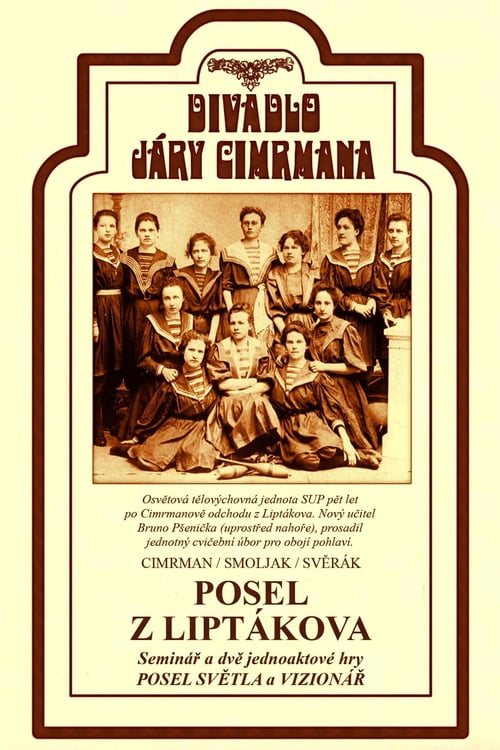 DIVADLO
JÁRY CIMRMANA
Osvětová tělovýchovná jednota SUP pět let
po Cimrmanově odchodu z Liptákova. Nový učitel
Bruno Pšenička (uprostřed nahoře), prosadil
jednotný cvičební úbor pro obojí pohlaví.
CIMRMAN / SMOLJAK / SVĚRÁK
POSEL
Z LIPTÁKOVA
Seminář a dvě jednoaktové hry
POSEL SVĚTLA a VIZIONÁŘ